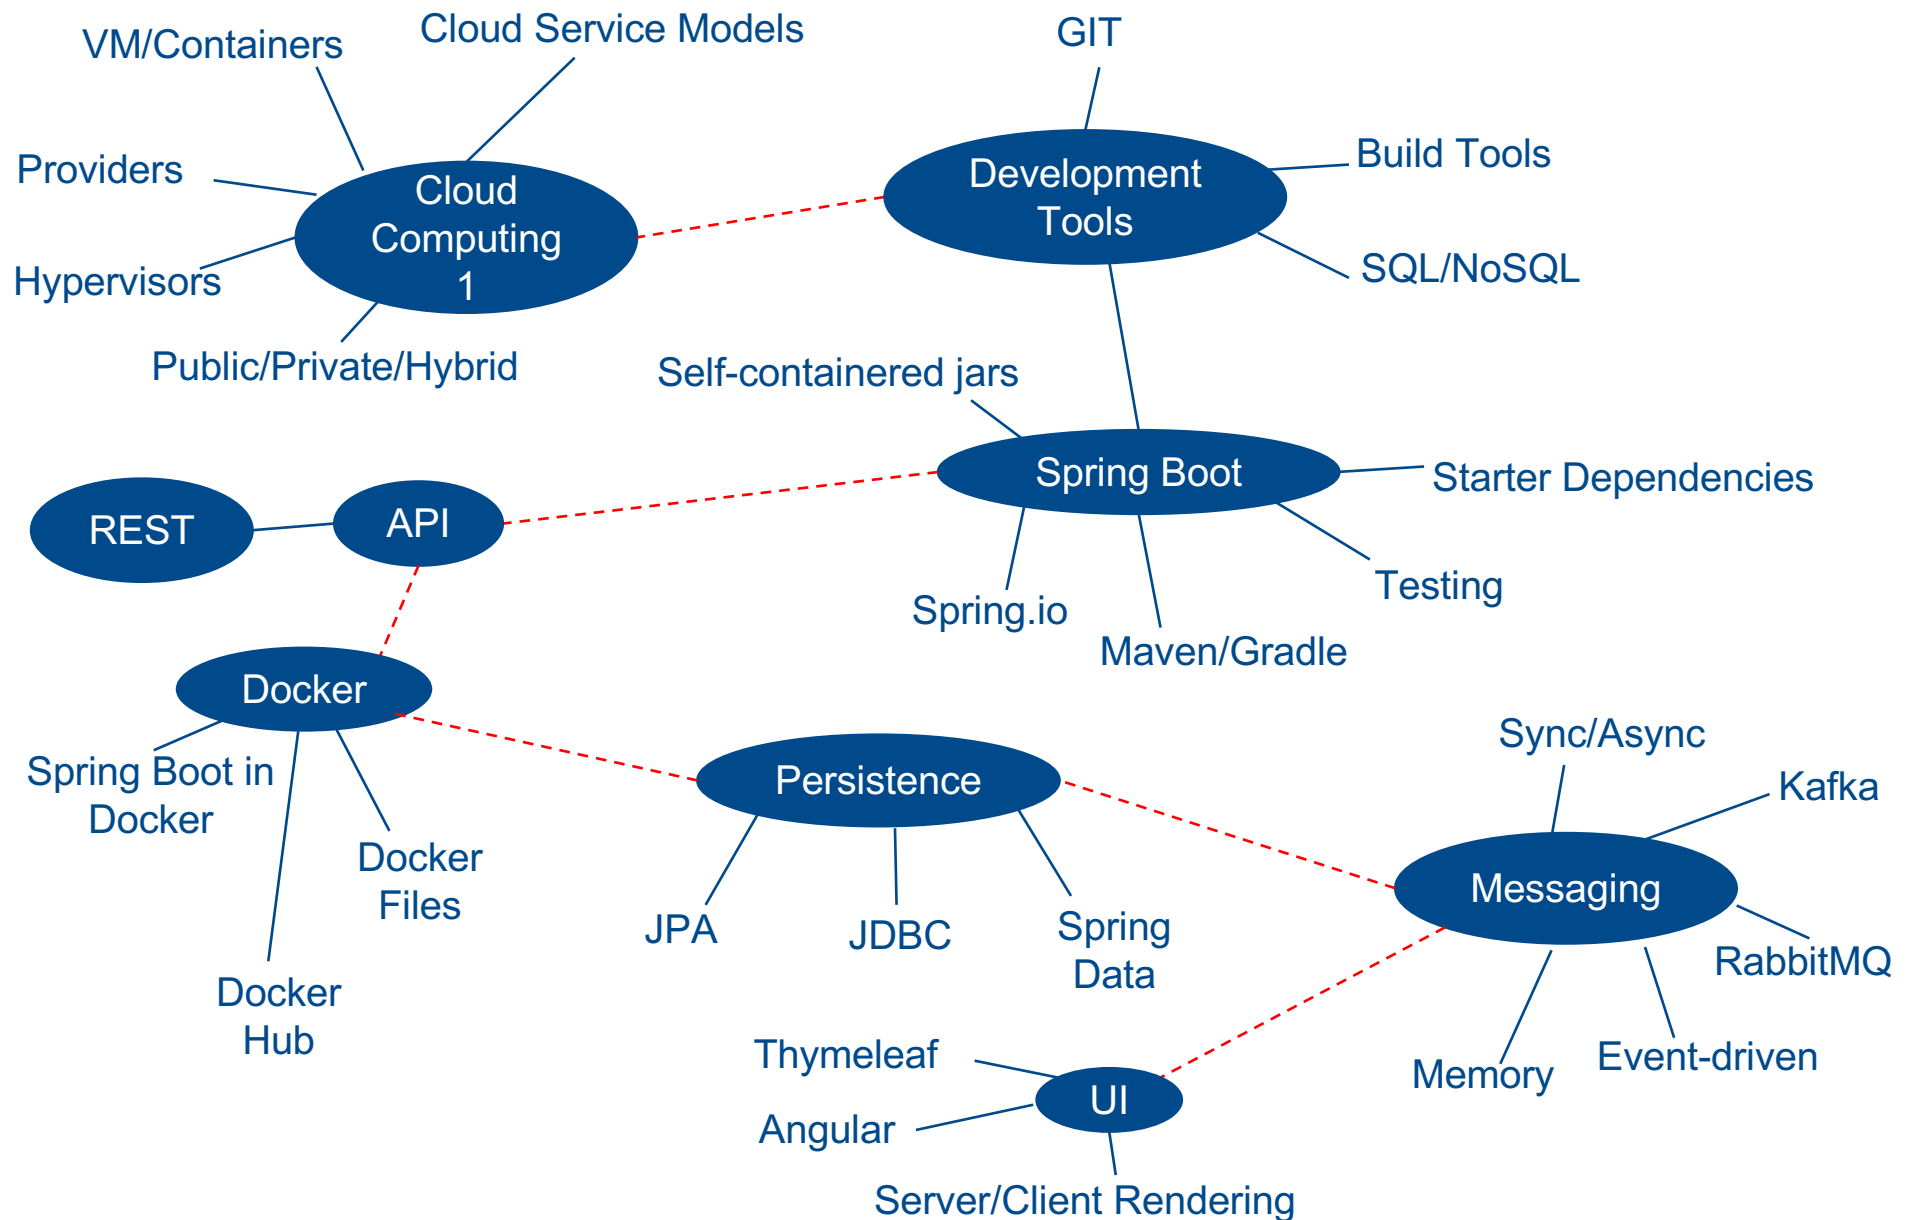 VM/Containers
Cloud Service Models
GIT
Providers
Cloud
Computing
1
Development
Tools
Build Tools
Hypervisors
SQL/NoSQL
Public/Private/Hybrid
Self-containered jars
REST
API
Spring Boot
Starter Dependencies
Spring.io
Testing
Maven/Gradle
Docker
Spring Boot in
Docker
Docker
Files
Docker
Hub
Persistence
JPA
JDBC
Spring
Data
Sync/Async
Kafka
Messaging
RabbitMQ
Event-driven
Memory
Thymeleaf
UI
Angular
Server/Client Rendering